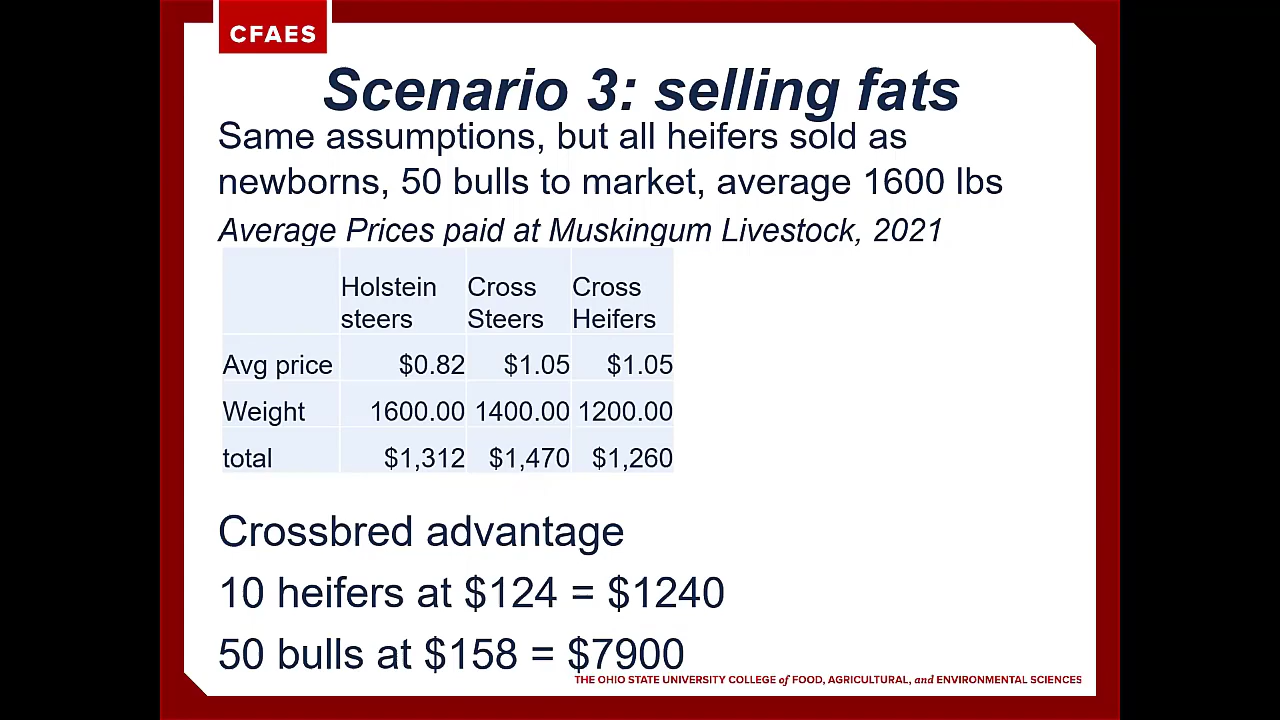 CFAES
Scenario 3: selling fats
Same assumptions, but all heifers sold as
newborns, 50 bulls to market, average 1600 lbs
Average Prices paid at Muskingum Livestock, 2021
Holstein steers Cross Steers Cross Heifers
Avg price $0.82 $1.05 $1.05
Weight 1600.00 1400.00 1200.00
total $1,312 $1,470 $1,260
Crossbred advantage
10 heifers at $124 = $1240
50 bulls at $158 = $7900
THE OHIO STATE UNIVERSITY COLLEGE of FOOD, AGRICULTURAL, and ENVIRONMENTAL SCIENCES